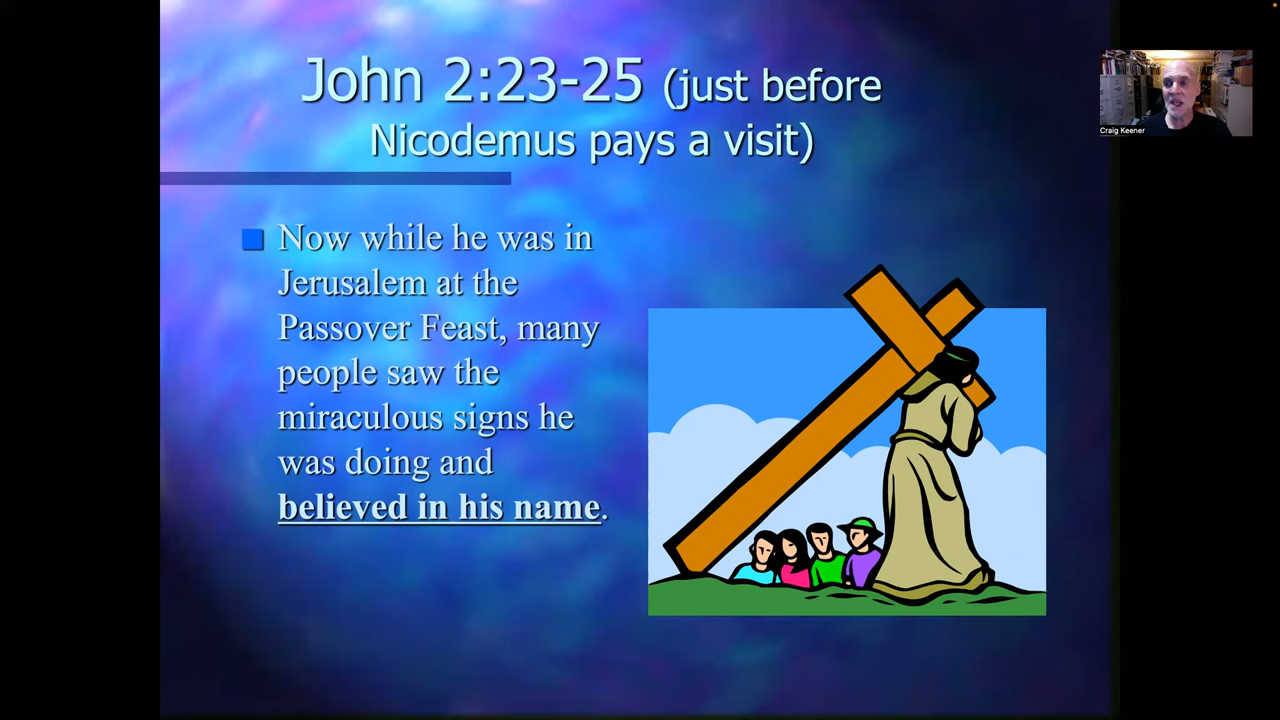 John 2:23-25 (just before
Nicodemus pays a visit)
Craig Keener
Now while he was in
Jerusalem at the
Passover Feast, many
people saw the
miraculous signs he
was doing and
believed in his name.